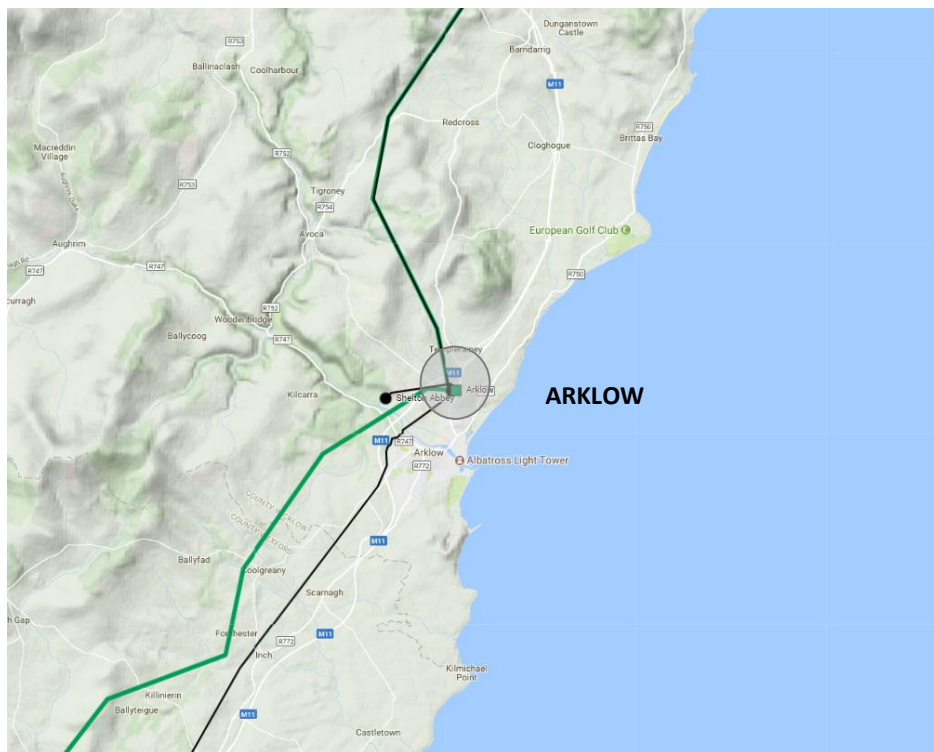 Dunganstown
Castle
R753
Barndarrig
Ballinaclash
Coolharbour
M11
Redcross
R750
Brittas Bay
Cloghogue
Macreddin
Village
R752
R753
Tigroney
R754
Avoca
European Golf Club
Aughrim
R747
R747
R750
curragh
R752
Woodenbridge
Ballycoog
R747
M11
Arklow
Kilcarra
Shelton Abbey
ARKLOW
M11
R747
Arklow
R772
Albatross Light Tower
COUNTY WICKLOW
COUNTY WEXFORD
M11
Ballyfad
Coolgreany
Scarnagh
h Gap
M11
R772
Inch
Kilmichael
Point
Killinierin
Ballyteigue
M11
Castletown